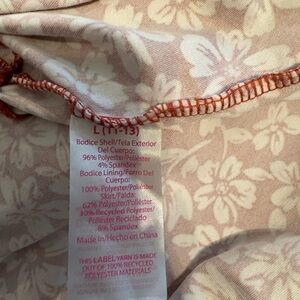 L (11-13)
Bodice Shell/Tela Exterior
Del Cuerpo:
96% Polyester/Poliéster
4% Spandex
Bodice Lining/Forro Del
Cuerpo:
100% Polyester/Poliéster
Skirt/Falda:
62% Polyester/Poliéster
30% Recycled Polyester/
Poliéster Reciclado
8% Spandex
Made in/Hecho en China
THIS LABEL YARN IS MADE
OUT OF 100% RECYCLED
POLYESTER MATERIALS